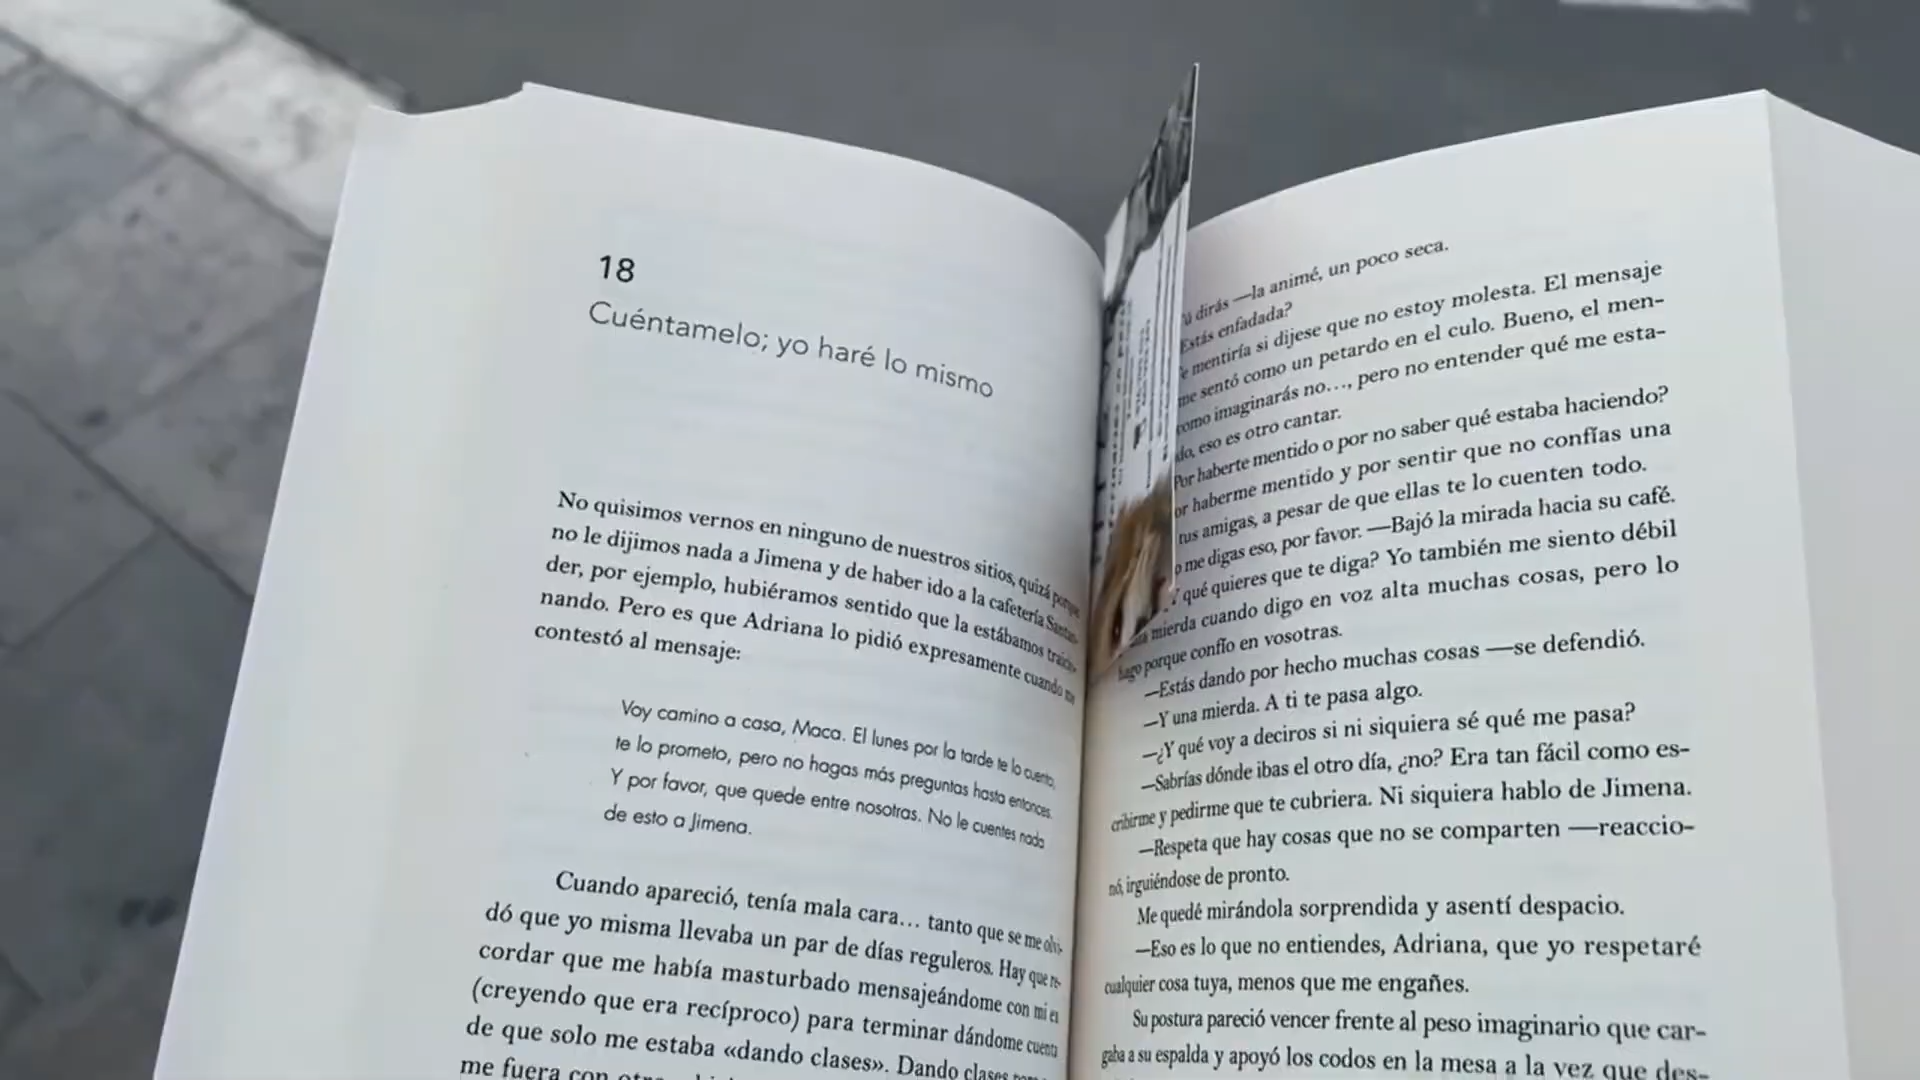 18
Cuéntamelo; yo haré lo mismo
No quisimos vernos en ninguno de nuestros sitios, quizá porque
no le dijimos nada a Jimena y de haber ido a la cafetería Santan-
der, por ejemplo, hubiéramos sentido que la estábamos traicio-
nando. Pero es que Adriana lo pidió expresamente cuando me
contestó al mensaje:
Voy camino a casa, Maca. El lunes por la tarde te lo cuento,
te lo prometo, pero no hagas más preguntas hasta entonces.
Y por favor, que quede entre nosotras. No le cuentes nada
de esto a Jimena.
Cuando apareció, tenía mala cara… tanto que se me olvi-
dó que yo misma llevaba un par de días reguleros. Hay que re-
cordar que me había masturbado mensajeándome con mi ex
(creyendo que era recíproco) para terminar dándome cuenta
de que solo me estaba «dando clases». Dando clases
me fuera con
dirás —la animé, un poco seca.
Estás enfadada?
mentiría si dijese que no estoy molesta. El mensaje
me sentó como un petardo en el culo. Bueno, el men-
como imaginarás no…, pero no entender qué me esta-
do, eso es otro cantar.
Por haberte mentido o por no saber qué estaba haciendo?
or haberme mentido y por sentir que no confías una
tus amigas, a pesar de que ellas te lo cuenten todo.
o me digas eso, por favor. —Bajó la mirada hacia su café.
Y qué quieres que te diga? Yo también me siento débil
mierda cuando digo en voz alta muchas cosas, pero lo
hago porque confío en vosotras.
—Estás dando por hecho muchas cosas —se defendió.
—Y una mierda. A ti te pasa algo.
—¿Y qué voy a deciros si ni siquiera sé qué me pasa?
—Sabrías dónde ibas el otro día, ¿no? Era tan fácil como es-
cribirme y pedirme que te cubriera. Ni siquiera hablo de Jimena.
—Respeta que hay cosas que no se comparten —reaccio-
nó, irguiéndose de pronto.
Me quedé mirándola sorprendida y asentí despacio.
—Eso es lo que no entiendes, Adriana, que yo respetaré
cualquier cosa tuya, menos que me engañes.
Su postura pareció vencer frente al peso imaginario que car-
gaba a su espalda y apoyó los codos en la mesa a la vez que des-